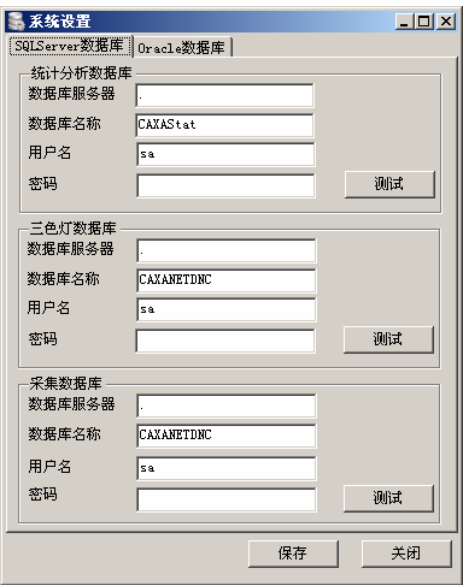 系统设置
SQLServer数据库 Oracle数据库
统计分析数据库
数据库服务器 .
数据库名称 CAXAStat
用户名 sa
密码 测试
三色灯数据库
数据库服务器 .
数据库名称 CAXANETDNC
用户名 sa
密码 测试
采集数据库
数据库服务器 .
数据库名称 CAXANETDNC
用户名 sa
密码 测试
保存 关闭